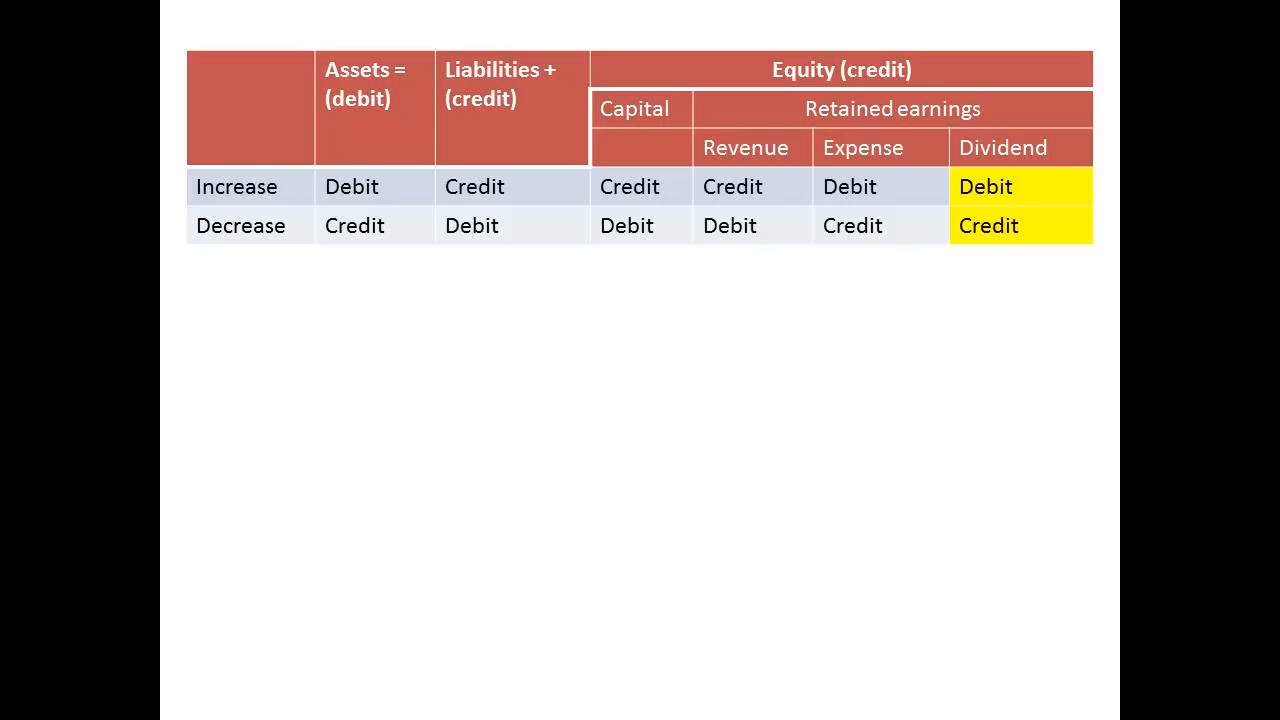 Assets = Liabilities + Equity (credit)
(debit) (credit)
Capital Retained earnings
Revenue Expense Dividend
Increase Debit Credit Credit Credit Debit Debit
Decrease Credit Debit Debit Debit Credit Credit